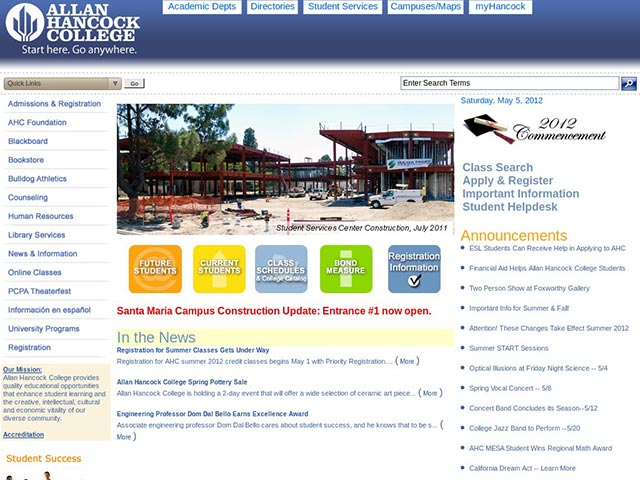 ALLAN
HANCOCK
COLLEGE
Start here. Go anywhere.
Academic Depts
Directories
Student Services
Campuses/Maps
myHancock
Quick Links
Go
Enter Search Terms
Admissions & Registration
AHC Foundation
Blackboard
Bookstore
Bulldog Athletics
Counseling
Human Resources
Library Services
News & Information
Online Classes
PCPA Theaterfest
Información en español
University Programs
Registration
Our Mission:
Allan Hancock College provides
quality educational opportunities
that enhance student learning and
the creative, intellectual, cultural
and economic vitality of our
diverse community.
Accreditation
Student Success
Student Services Center Construction, July 2011
FUTURE
STUDENTS
CURRENT
STUDENTS
CLASS
SCHEDULES
& College Catalog
BOND
MEASURE
Registration
Information
Santa Maria Campus Construction Update: Entrance #1 now open.
In the News
Registration for Summer Classes Gets Under Way
Registration for AHC summer 2012 credit classes begins May 1 with Priority Registration.... ( More )
Allan Hancock College Spring Pottery Sale
Allan Hancock College is holding a 2-day event that will offer a wide selection of ceramic art piece... ( More )
Engineering Professor Dom Dal Bello Earns Excellence Award
Associate engineering professor Dom Dal Bello cares about student success, and he knows that to be s... (
More )
Saturday, May 5, 2012
2012
Commencement
Class Search
Apply & Register
Important Information
Student Helpdesk
Announcements
ESL Students Can Receive Help in Applying to AHC
Financial Aid Helps Allan Hancock College Students
Two Person Show at Foxworthy Gallery
Important Info for Summer & Fall!
Attention! These Changes Take Effect Summer 2012
Summer START Sessions
Optical Illusions at Friday Night Science -- 5/4
Spring Vocal Concert -- 5/8
Concert Band Concludes its Season--5/12
College Jazz Band to Perform --5/20
AHC MESA Student Wins Regional Math Award
California Dream Act -- Learn More